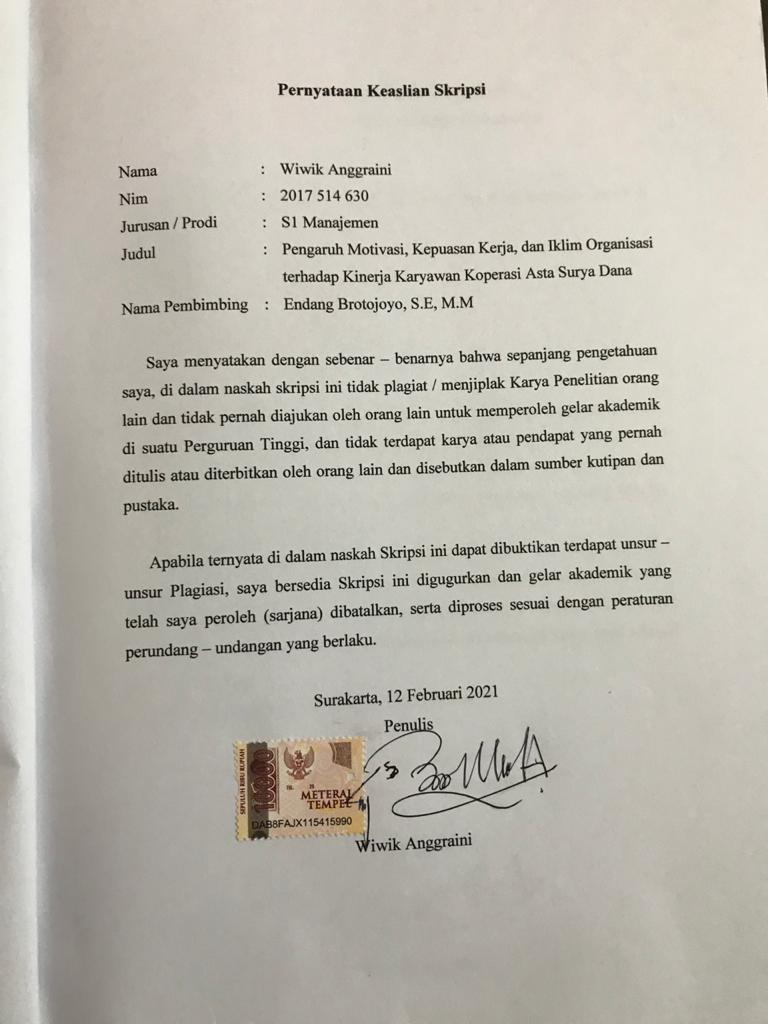 Pernyataan Keaslian Skripsi
Nama : Wiwik Anggraini
Nim : 2017 514 630
Jurusan / Prodi : S1 Manajemen
Judul : Pengaruh Motivasi, Kepuasan Kerja, dan Iklim Organisasi
terhadap Kinerja Karyawan Koperasi Asta Surya Dana
Nama Pembimbing : Endang Brotojoyo, S.E, M.M
Saya menyatakan dengan sebenar – benarnya bahwa sepanjang pengetahuan
saya, di dalam naskah skripsi ini tidak plagiat / menjiplak Karya Penelitian orang
lain dan tidak pernah diajukan oleh orang lain untuk memperoleh gelar akademik
di suatu Perguruan Tinggi, dan tidak terdapat karya atau pendapat yang pernah
ditulis atau diterbitkan oleh orang lain dan disebutkan dalam sumber kutipan dan
pustaka.
Apabila ternyata di dalam naskah Skripsi ini dapat dibuktikan terdapat unsur –
unsur Plagiasi, saya bersedia Skripsi ini digugurkan dan gelar akademik yang
telah saya peroleh (sarjana) dibatalkan, serta diproses sesuai dengan peraturan
perundang – undangan yang berlaku.
Surakarta, 12 Februari 2021
Penulis
SEPULUH RIBU RUPIAH
10000
METERAI
TEMPEL
DAB8FAJX115415990
Wiwik Anggraini